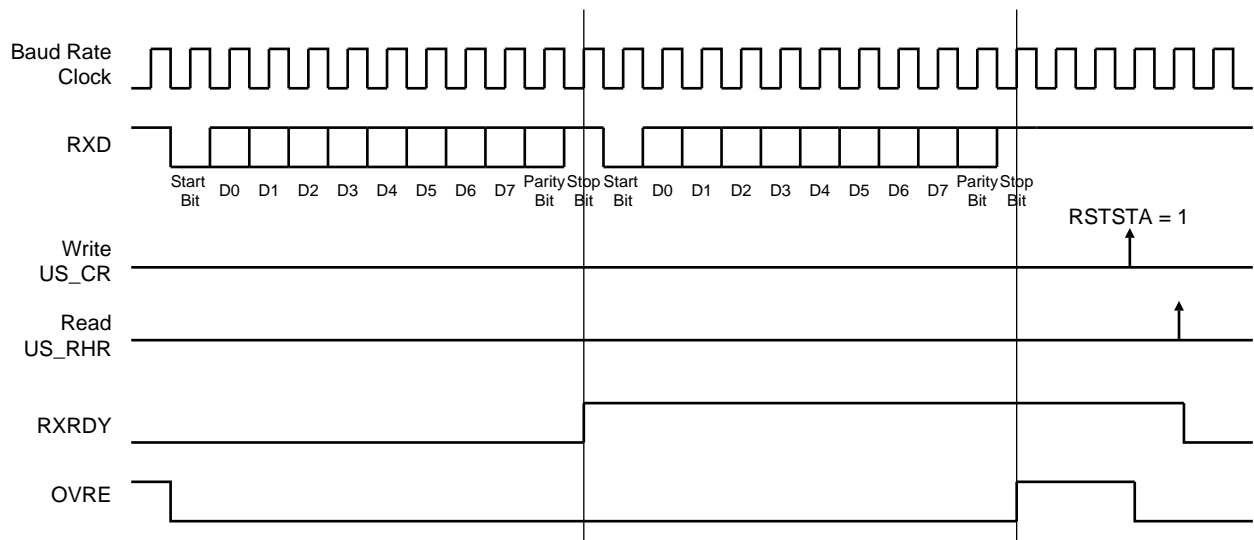 Baud Rate
Clock
RXD
Start D0 D1 D2 D3 D4 D5 D6 D7 Parity Stop Start D0 D1 D2 D3 D4 D5 D6 D7 Parity Stop
Bit Bit Bit Bit Bit Bit
RSTSTA = 1
Write
US_CR
Read
US_RHR
RXRDY
OVRE